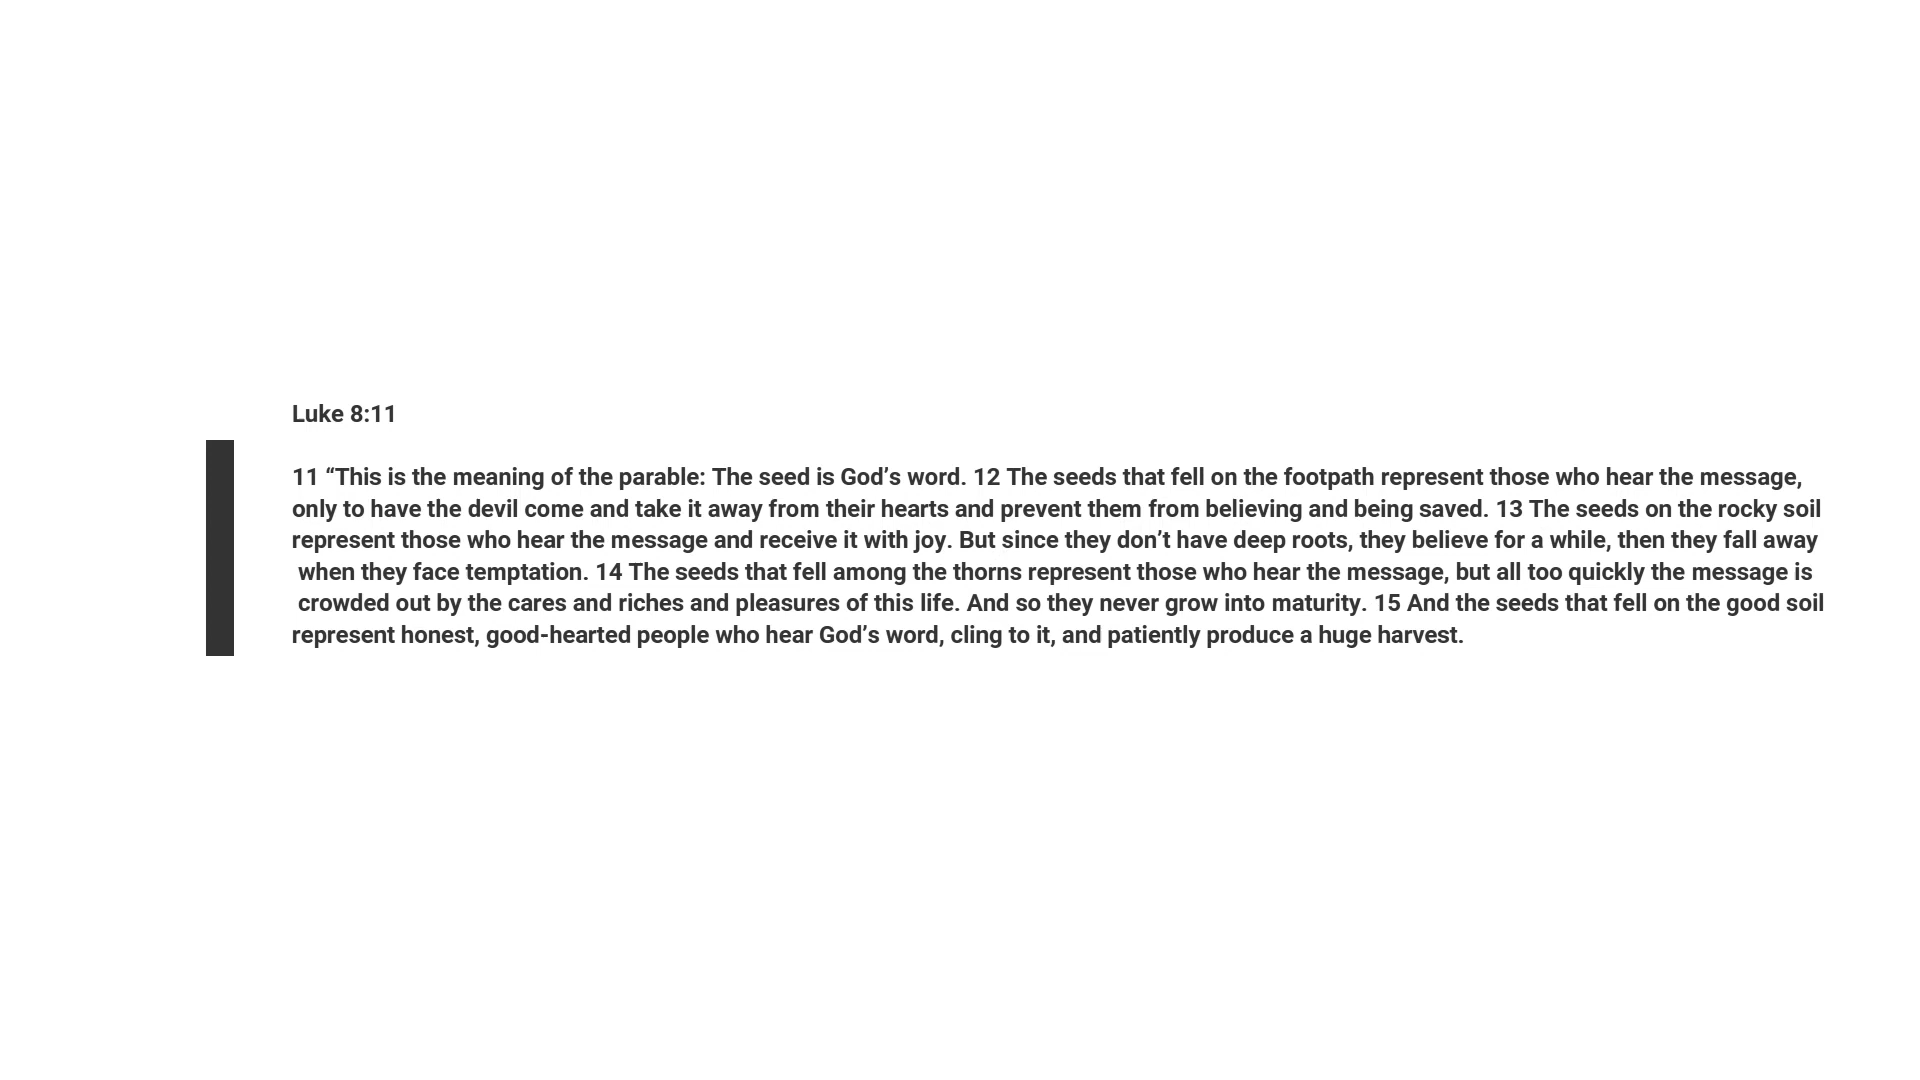 Luke 8:11
11 “This is the meaning of the parable: The seed is God’s word. 12 The seeds that fell on the footpath represent those who hear the message,
only to have the devil come and take it away from their hearts and prevent them from believing and being saved. 13 The seeds on the rocky soil
represent those who hear the message and receive it with joy. But since they don’t have deep roots, they believe for a while, then they fall away
when they face temptation. 14 The seeds that fell among the thorns represent those who hear the message, but all too quickly the message is
crowded out by the cares and riches and pleasures of this life. And so they never grow into maturity. 15 And the seeds that fell on the good soil
represent honest, good-hearted people who hear God’s word, cling to it, and patiently produce a huge harvest.